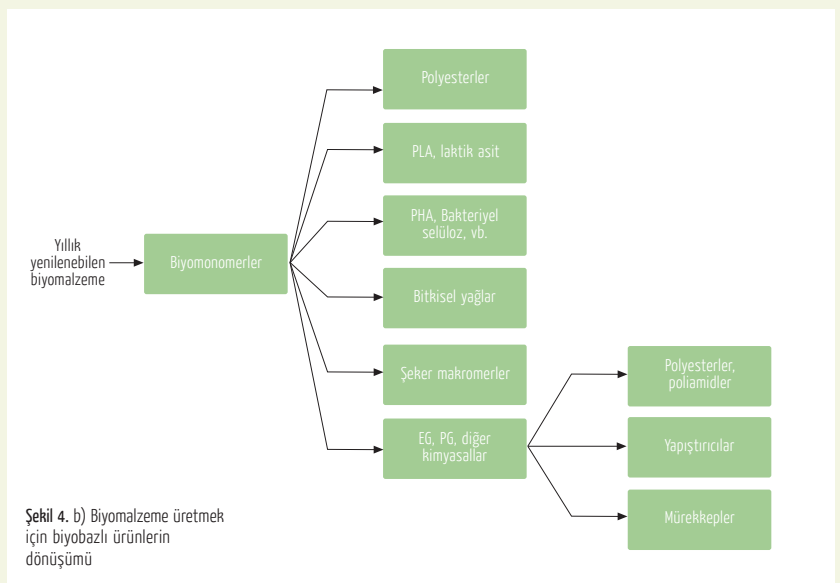 Polyesterler
PLA, laktik asit
PHA, Bakteriyel
selüloz, vb.
Yıllık
yenilenebilen
biyomalzeme
Biyomonomerler
Bitkisel yağlar
Şeker makromerler
EG, PG, diğer
kimyasallar
Polyesterler,
poliamidler
Yapıştırıcılar
Mürekkepler
Şekil 4. b) Biyomalzeme üretmek
için biyobazlı ürünlerin
dönüşümü